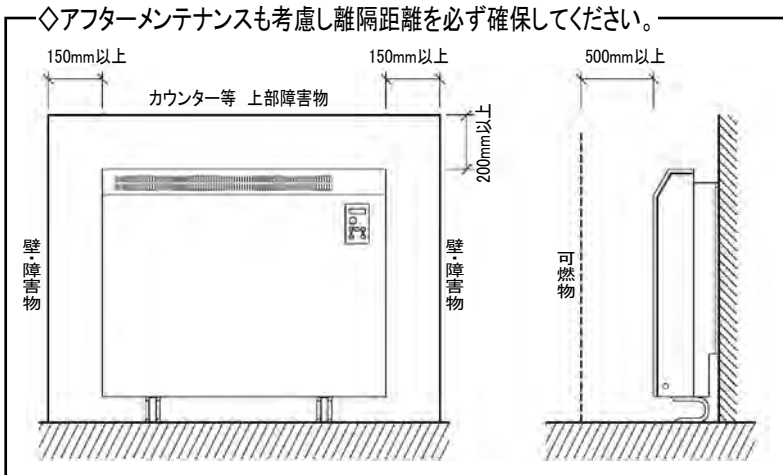 ◇アフターメンテナンスも考慮し離隔距離を必ず確保してください。
150mm以上
150mm以上
500mm以上
カウンター等 上部障害物
200mm以上
壁・障害物
壁・障害物
可燃物